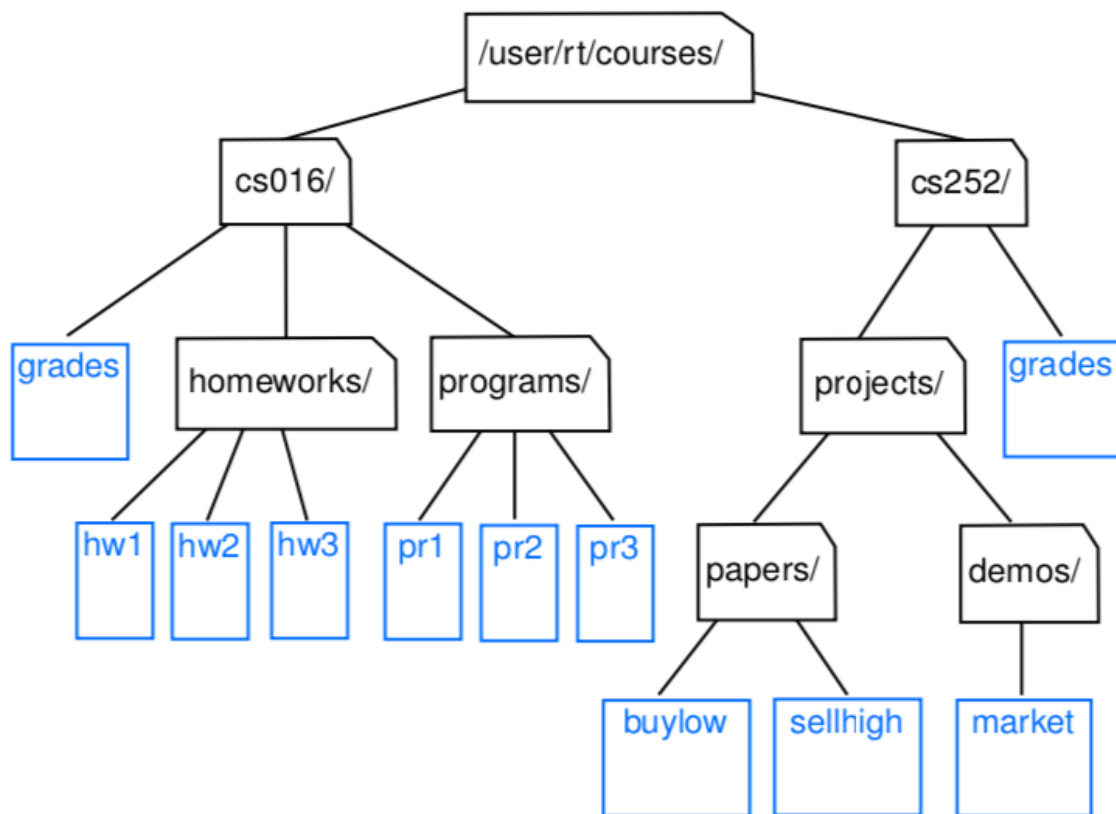 /user/rt/courses/
cs016/
cs252/
grades
homeworks/
programs/
projects/
grades
hw1
hw2
hw3
pr1
pr2
pr3
papers/
demos/
buylow
sellhigh
market